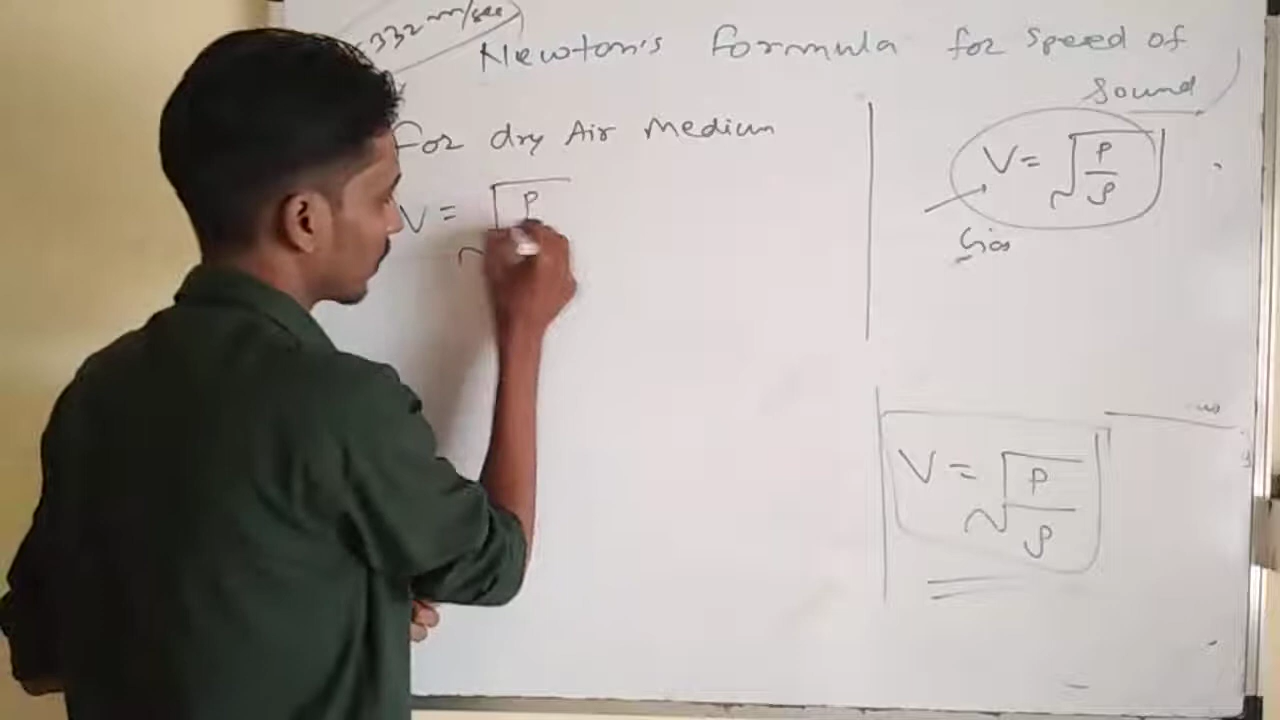 332 m/sec
Newton's formula for speed of
sound
For dry Air Medium
V = √P
V = √P/ρ
Gas
V = √P/ρ